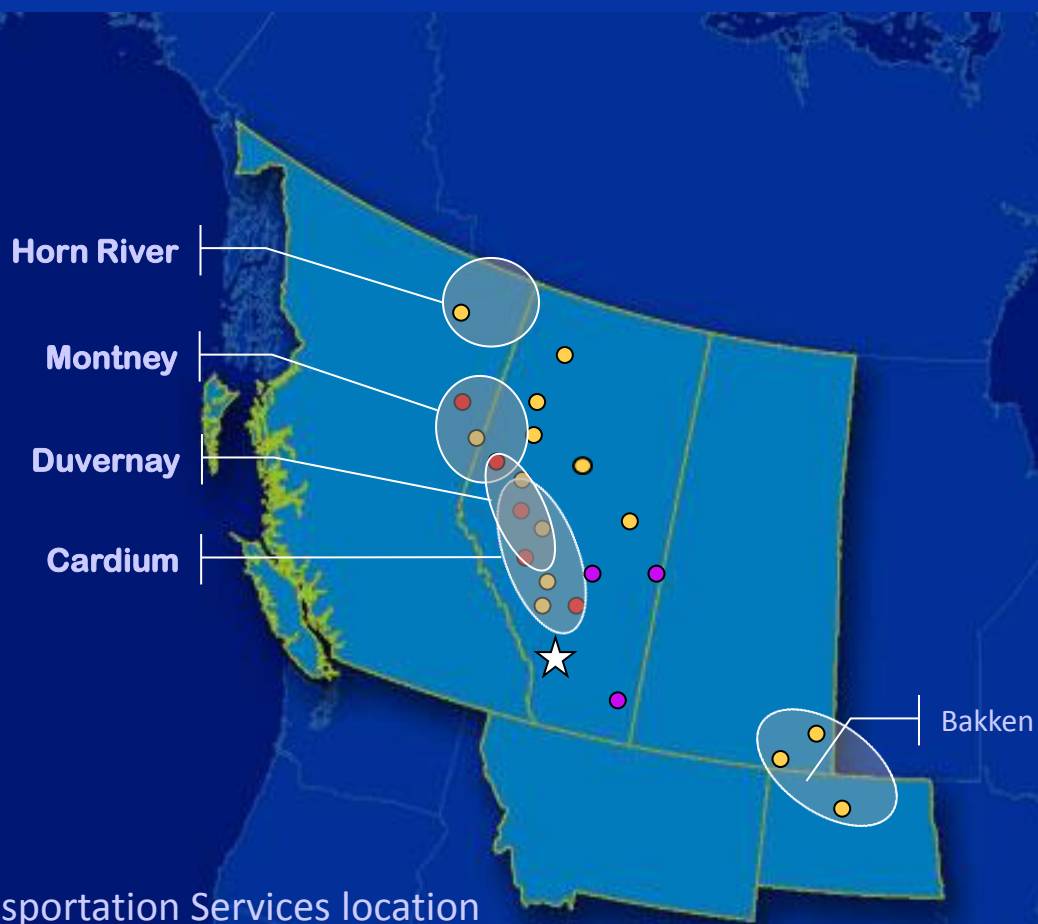 Horn River
Montney
Duvernay
Cardium
Bakken
sportation Services location